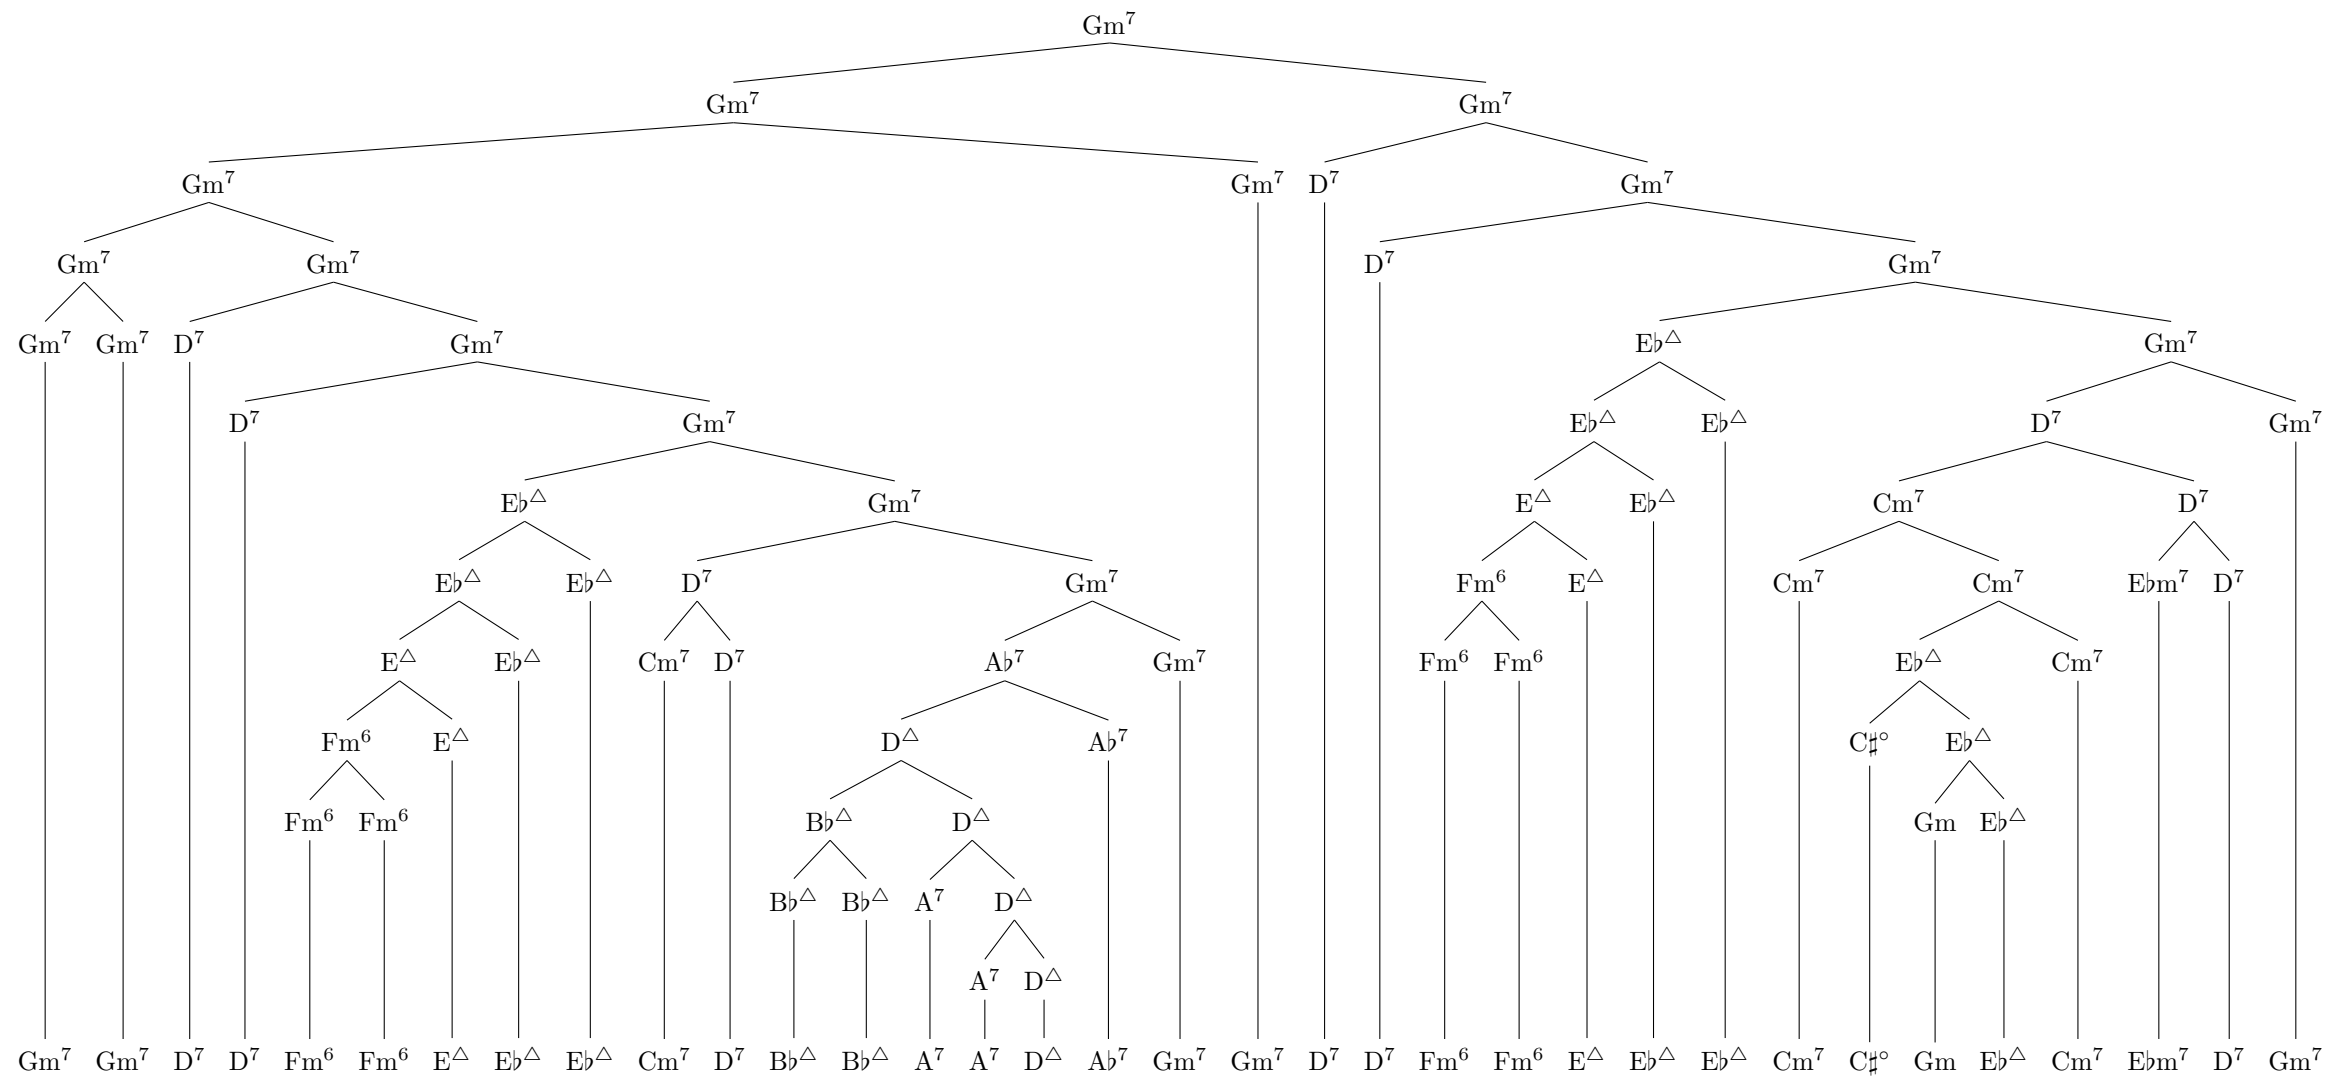 Gm⁷
Gm⁷ Gm⁷
Gm⁷ Gm⁷ D⁷ Gm⁷
Gm⁷ Gm⁷ D⁷ Gm⁷
Gm⁷ Gm⁷ D⁷ Gm⁷ E♭△ Gm⁷
D⁷ Gm⁷ E♭△ E♭△ D⁷ Gm⁷
E♭△ Gm⁷ E△ E♭△ Cm⁷ D⁷
E♭△ E♭△ D⁷ Gm⁷ Fm⁶ E△ Cm⁷ Cm⁷ E♭m⁷ D⁷
E△ E♭△ Cm⁷ D⁷ A♭⁷ Gm⁷ Fm⁶ Fm⁶ E♭△ Cm⁷
Fm⁶ E△ D△ A♭⁷ C♯° E♭△
Fm⁶ Fm⁶ B♭△ D△ Gm E♭△
B♭△ B♭△ A⁷ D△
A⁷ D△
Gm⁷ Gm⁷ D⁷ D⁷ Fm⁶ Fm⁶ E△ E♭△ E♭△ Cm⁷ D⁷ B♭△ B♭△ A⁷ A⁷ D△ A♭⁷ Gm⁷ Gm⁷ D⁷ D⁷ Fm⁶ Fm⁶ E△ E♭△ E♭△ Cm⁷ C♯° Gm E♭△ Cm⁷ E♭m⁷ D⁷ Gm⁷